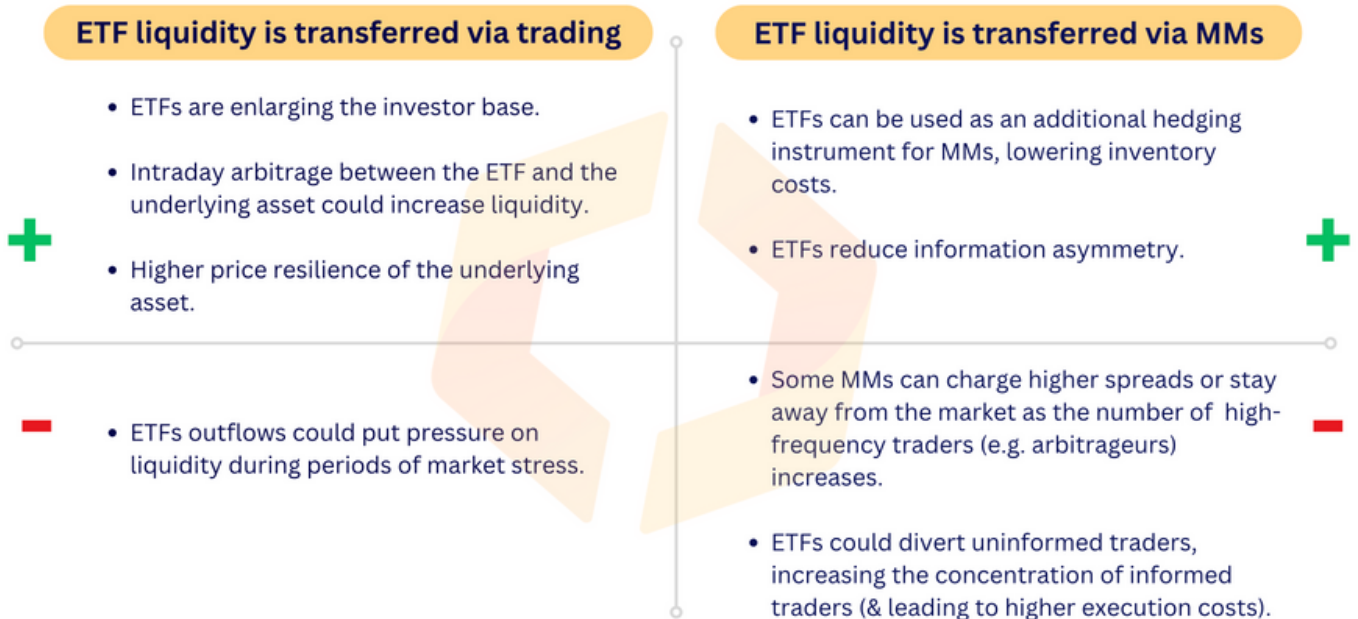 ETF liquidity is transferred via trading
• ETFs are enlarging the investor base.
• Intraday arbitrage between the ETF and the
underlying asset could increase liquidity.
• Higher price resilience of the underlying
asset.
+
ETF liquidity is transferred via MMs
• ETFs can be used as an additional hedging
instrument for MMs, lowering inventory
costs.
• ETFs reduce information asymmetry.
+
-
• ETFs outflows could put pressure on
liquidity during periods of market stress.
• Some MMs can charge higher spreads or stay
away from the market as the number of  high-
frequency traders (e.g. arbitrageurs)
increases.
• ETFs could divert uninformed traders,
increasing the concentration of informed
traders (& leading to higher execution costs).
-